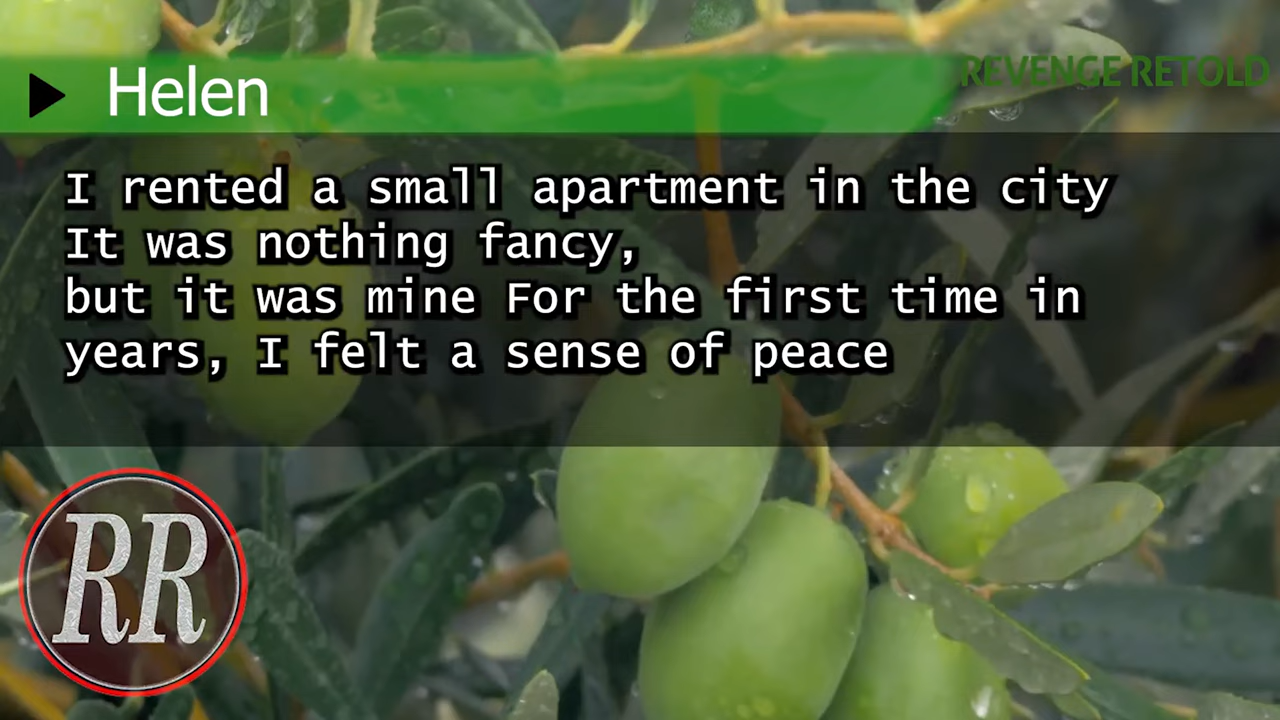 Helen
REVENGE RETOLD
I rented a small apartment in the city
It was nothing fancy,
but it was mine For the first time in
years, I felt a sense of peace
RR